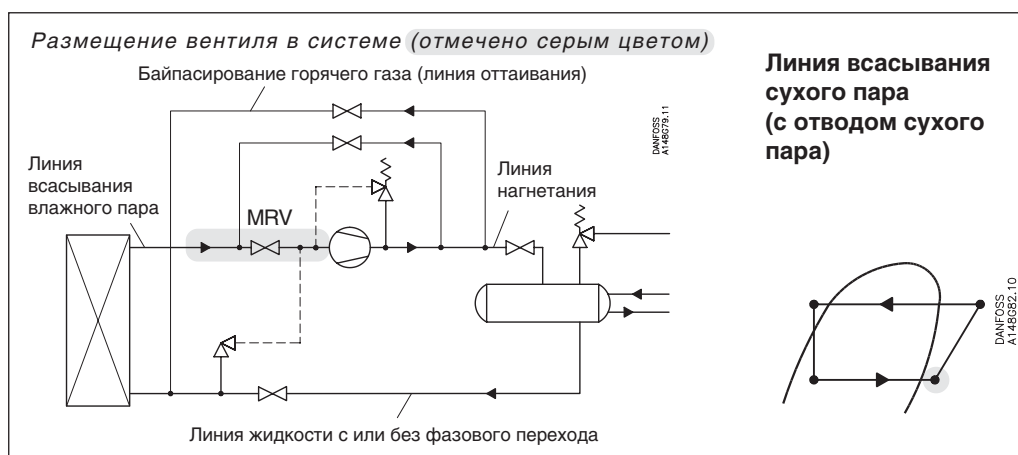 Размещение вентиля в системе (отмечено серым цветом)
Байпасирование горячего газа (линия оттаивания)
Линия всасывания
сухого пара
(с отводом сухого
пара)
DANFOSS
A148G79.11
Линия
всасывания
влажного пара
Линия
нагнетания
MRV
DANFOSS
A148G82.10
Линия жидкости с или без фазового перехода